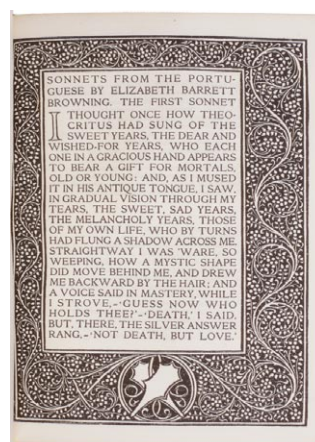 SONNETS FROM THE PORTU-
GUESE BY ELIZABETH BARRETT
BROWNING. THE FIRST SONNET
I THOUGHT ONCE HOW THEO-
CRITUS HAD SUNG OF THE
SWEET YEARS, THE DEAR AND
WISHED-FOR YEARS, WHO EACH
ONE IN A GRACIOUS HAND APPEARS
TO BEAR A GIFT FOR MORTALS,
OLD OR YOUNG: AND, AS I MUSED
IT IN HIS ANTIQUE TONGUE, I SAW,
IN GRADUAL VISION THROUGH MY
TEARS, THE SWEET, SAD YEARS,
THE MELANCHOLY YEARS, THOSE
OF MY OWN LIFE, WHO BY TURNS
HAD FLUNG A SHADOW ACROSS ME.
STRAIGHTWAY I WAS 'WARE, SO
WEEPING, HOW A MYSTIC SHAPE
DID MOVE BEHIND ME, AND DREW
ME BACKWARD BY THE HAIR; AND
A VOICE SAID IN MASTERY, WHILE
I STROVE,-'GUESS NOW WHO
HOLDS THEE?'-'DEATH,' I SAID.
BUT, THERE, THE SILVER ANSWER
RANG,-'NOT DEATH, BUT LOVE.'